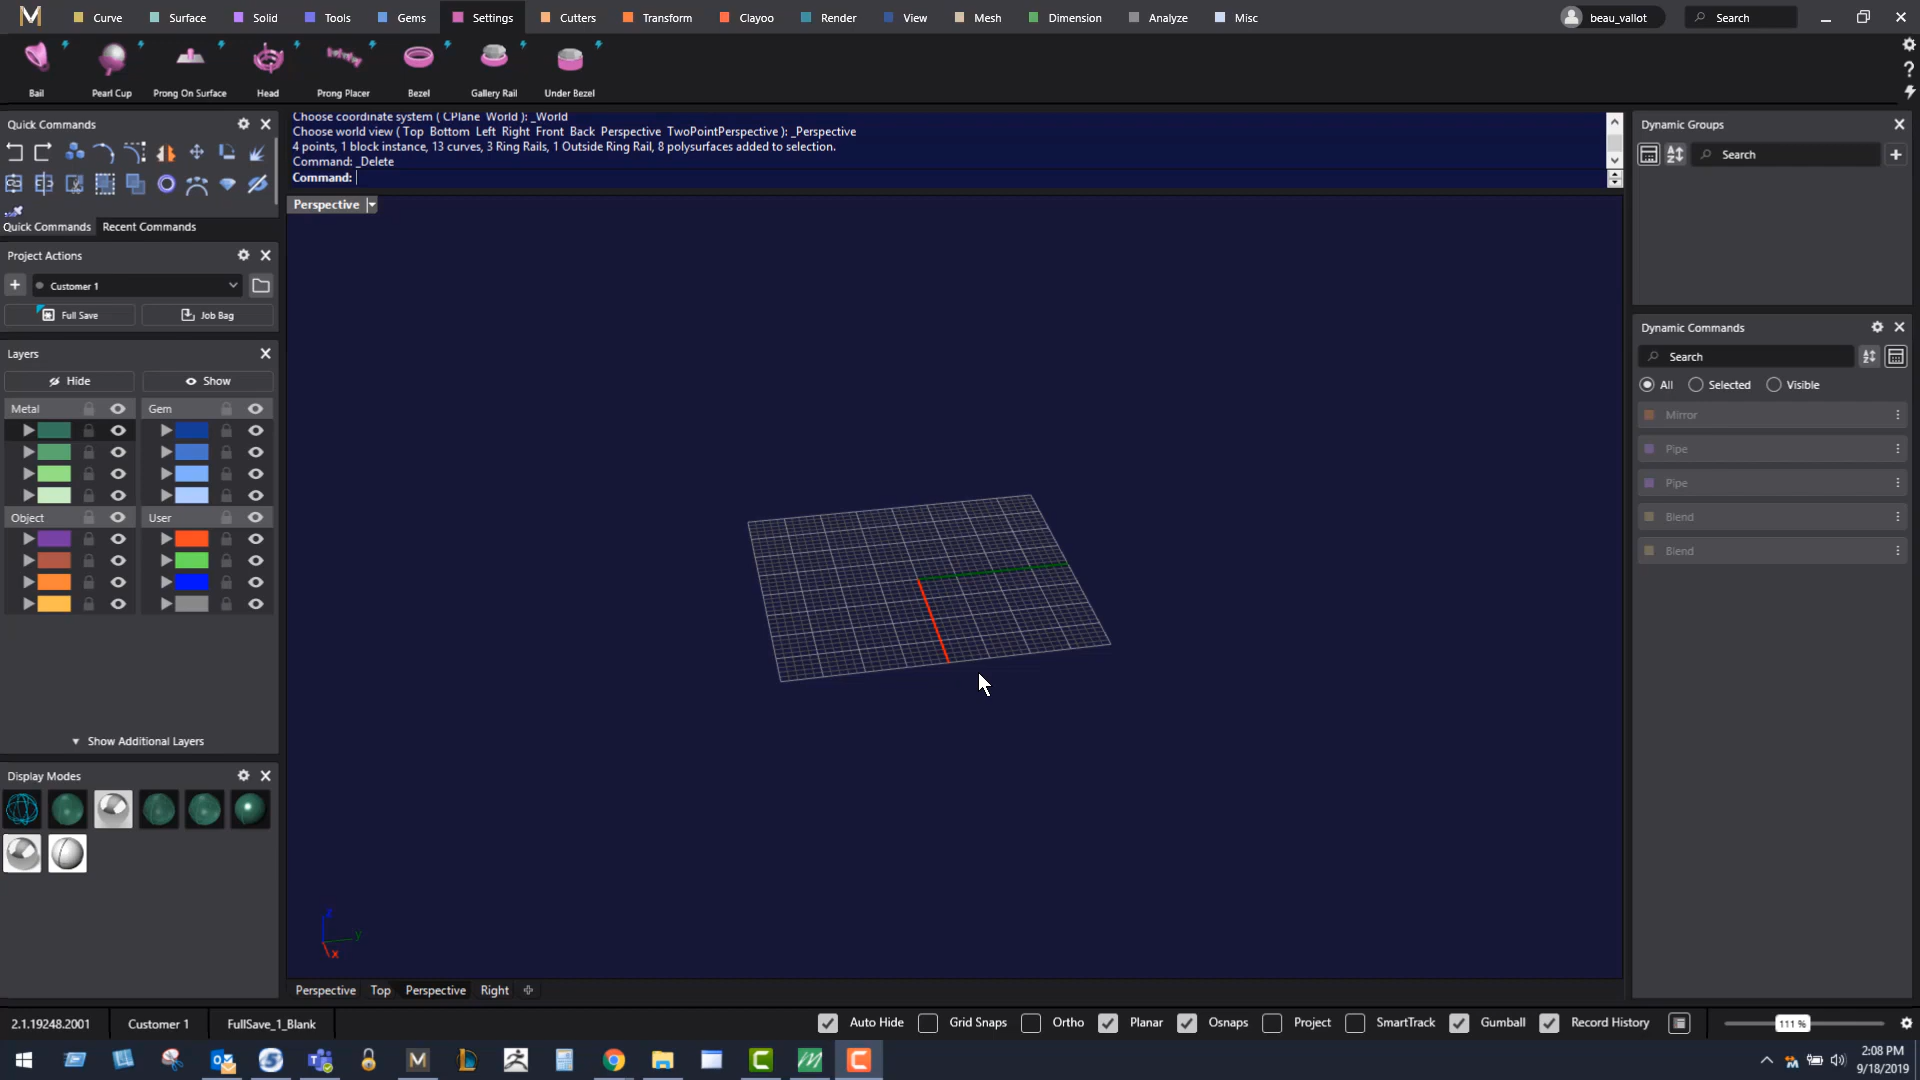 Curve Surface Solid Tools Gems Settings Cutters Transform Clayoo Render View Mesh Dimension Analyze Misc beau_vallot Search
Bail Pearl Cup Prong On Surface Head Prong Placer Bezel Gallery Rail Under Bezel
Quick Commands
Quick Commands Recent Commands
Project Actions
Customer 1
Full Save Job Bag
Layers
Hide Show
Metal Gem
Object User
Show Additional Layers
Display Modes
Choose coordinate system ( CPlane World ): _World
Choose world view ( Top Bottom Left Right Front Back Perspective TwoPointPerspective ): _Perspective
4 points, 1 block instance, 13 curves, 3 Ring Rails, 1 Outside Ring Rail, 8 polysurfaces added to selection.
Command: _Delete
Command:
Perspective
z
y
x
Perspective Top Perspective Right
Dynamic Groups
Search
Dynamic Commands
Search
All Selected Visible
Mirror
Pipe
Pipe
Blend
Blend
2.1.19248.2001 Customer 1 FullSave_1_Blank Auto Hide Grid Snaps Ortho Planar Osnaps Project SmartTrack Gumball Record History 111 %
2:08 PM
9/18/2019